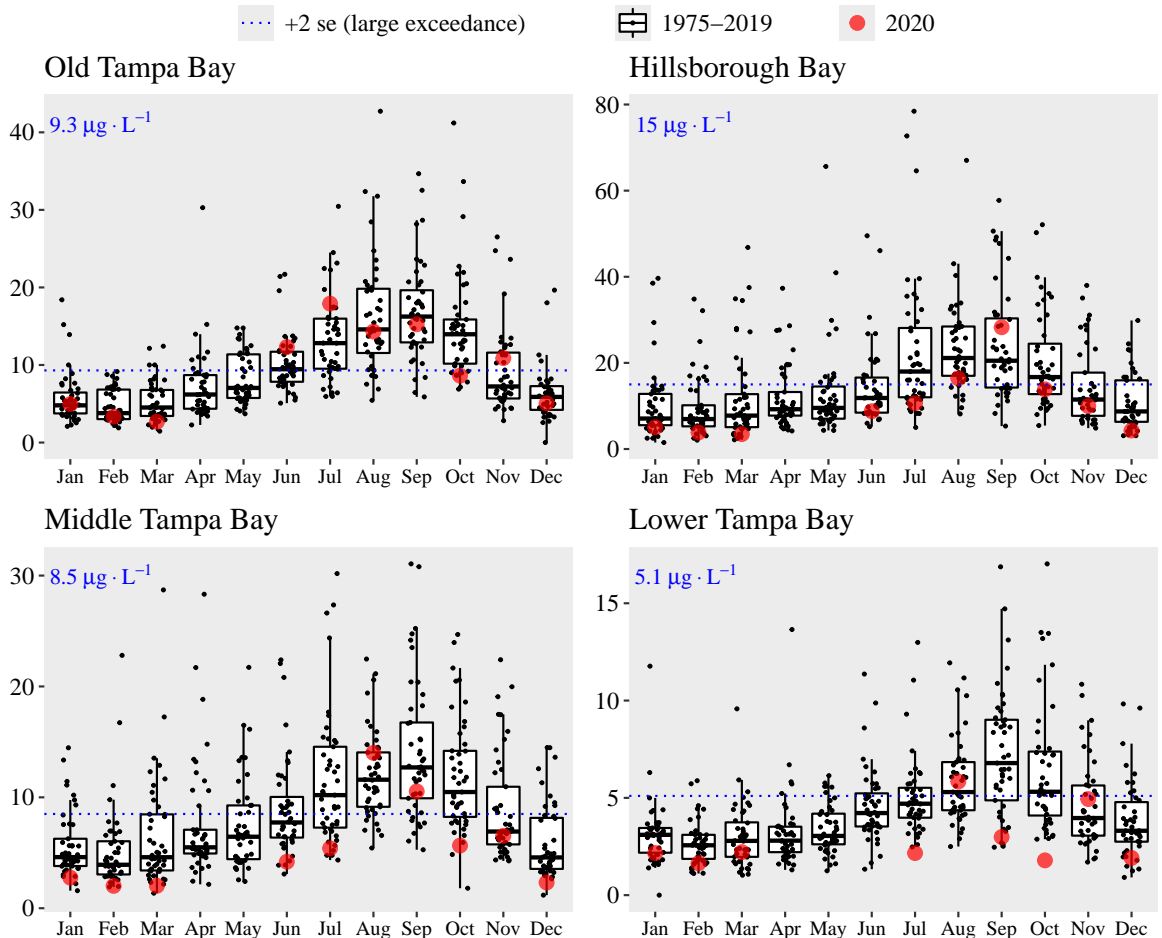 +2 se (large exceedance) 1975–2019 2020
Old Tampa Bay
9.3 µg · L⁻¹
40
30
20
10
0
Jan Feb Mar Apr May Jun Jul Aug Sep Oct Nov Dec
Hillsborough Bay
15 µg · L⁻¹
80
60
40
20
0
Jan Feb Mar Apr May Jun Jul Aug Sep Oct Nov Dec
Middle Tampa Bay
8.5 µg · L⁻¹
30
20
10
0
Jan Feb Mar Apr May Jun Jul Aug Sep Oct Nov Dec
Lower Tampa Bay
5.1 µg · L⁻¹
15
10
5
0
Jan Feb Mar Apr May Jun Jul Aug Sep Oct Nov Dec